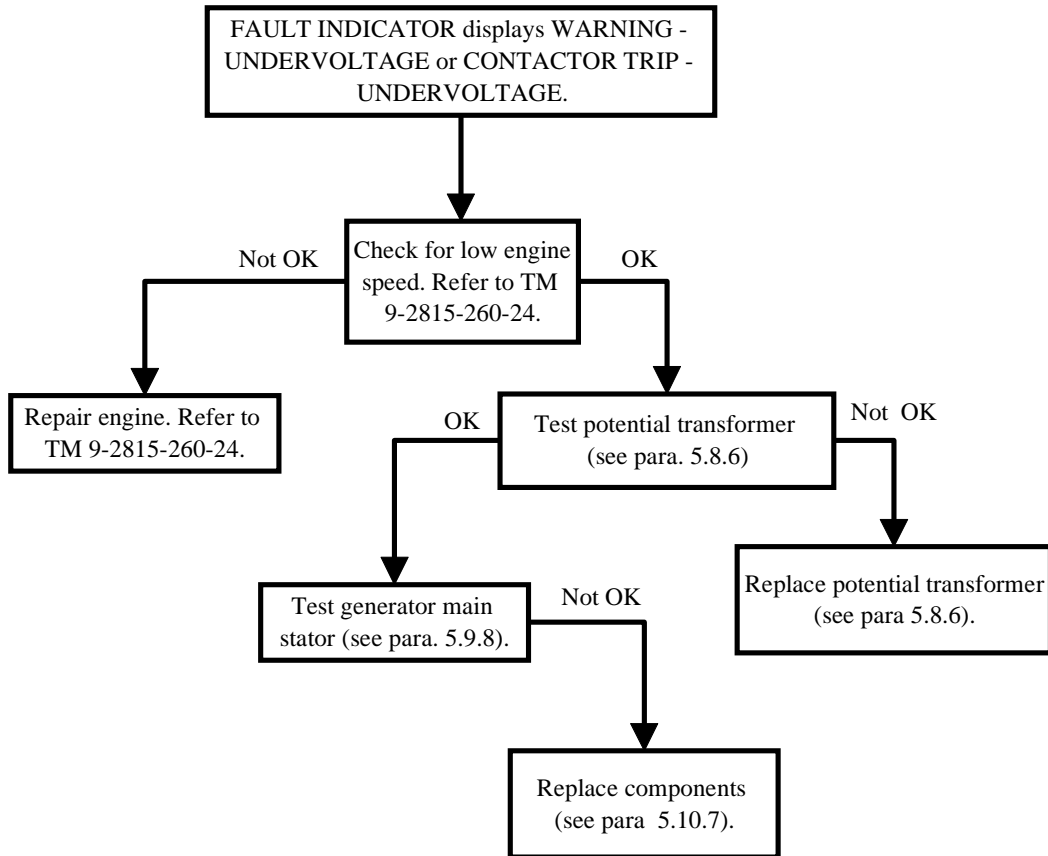 FAULT INDICATOR displays WARNING -
UNDERVOLTAGE or CONTACTOR TRIP -
UNDERVOLTAGE.
Not OK
Check for low engine
speed. Refer to TM
9-2815-260-24.
OK
Repair engine. Refer to
TM 9-2815-260-24.
OK
Test potential transformer
(see para. 5.8.6)
Not OK
Test generator main
stator (see para. 5.9.8).
Not OK
Replace potential transformer
(see para 5.8.6).
Replace components
(see para 5.10.7).